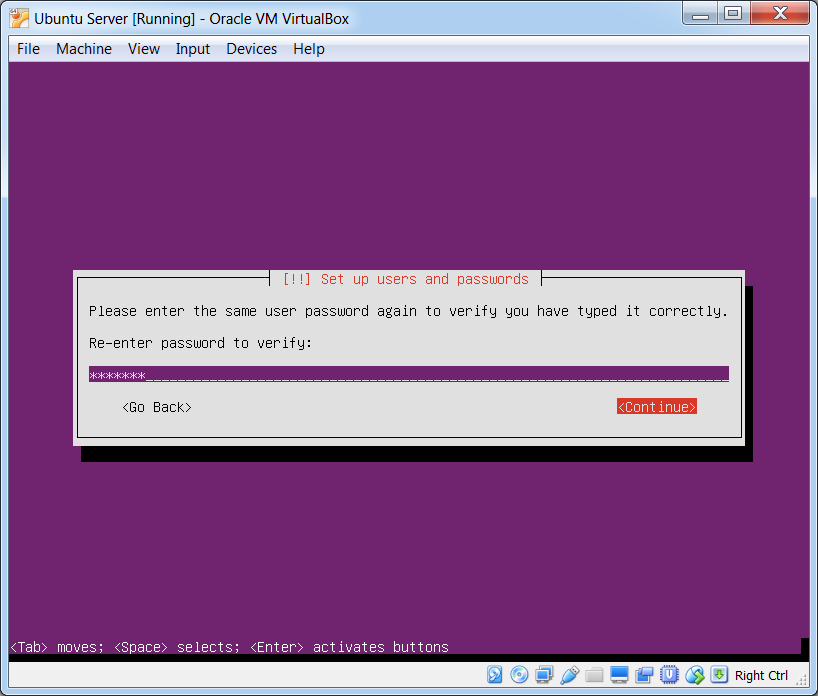 Ubuntu Server [Running] - Oracle VM VirtualBox
File Machine View Input Devices Help
[!!] Set up users and passwords
Please enter the same user password again to verify you have typed it correctly.
Re-enter password to verify:
*******
<Go Back> <Continue>
<Tab> moves; <Space> selects; <Enter> activates buttons
Right Ctrl